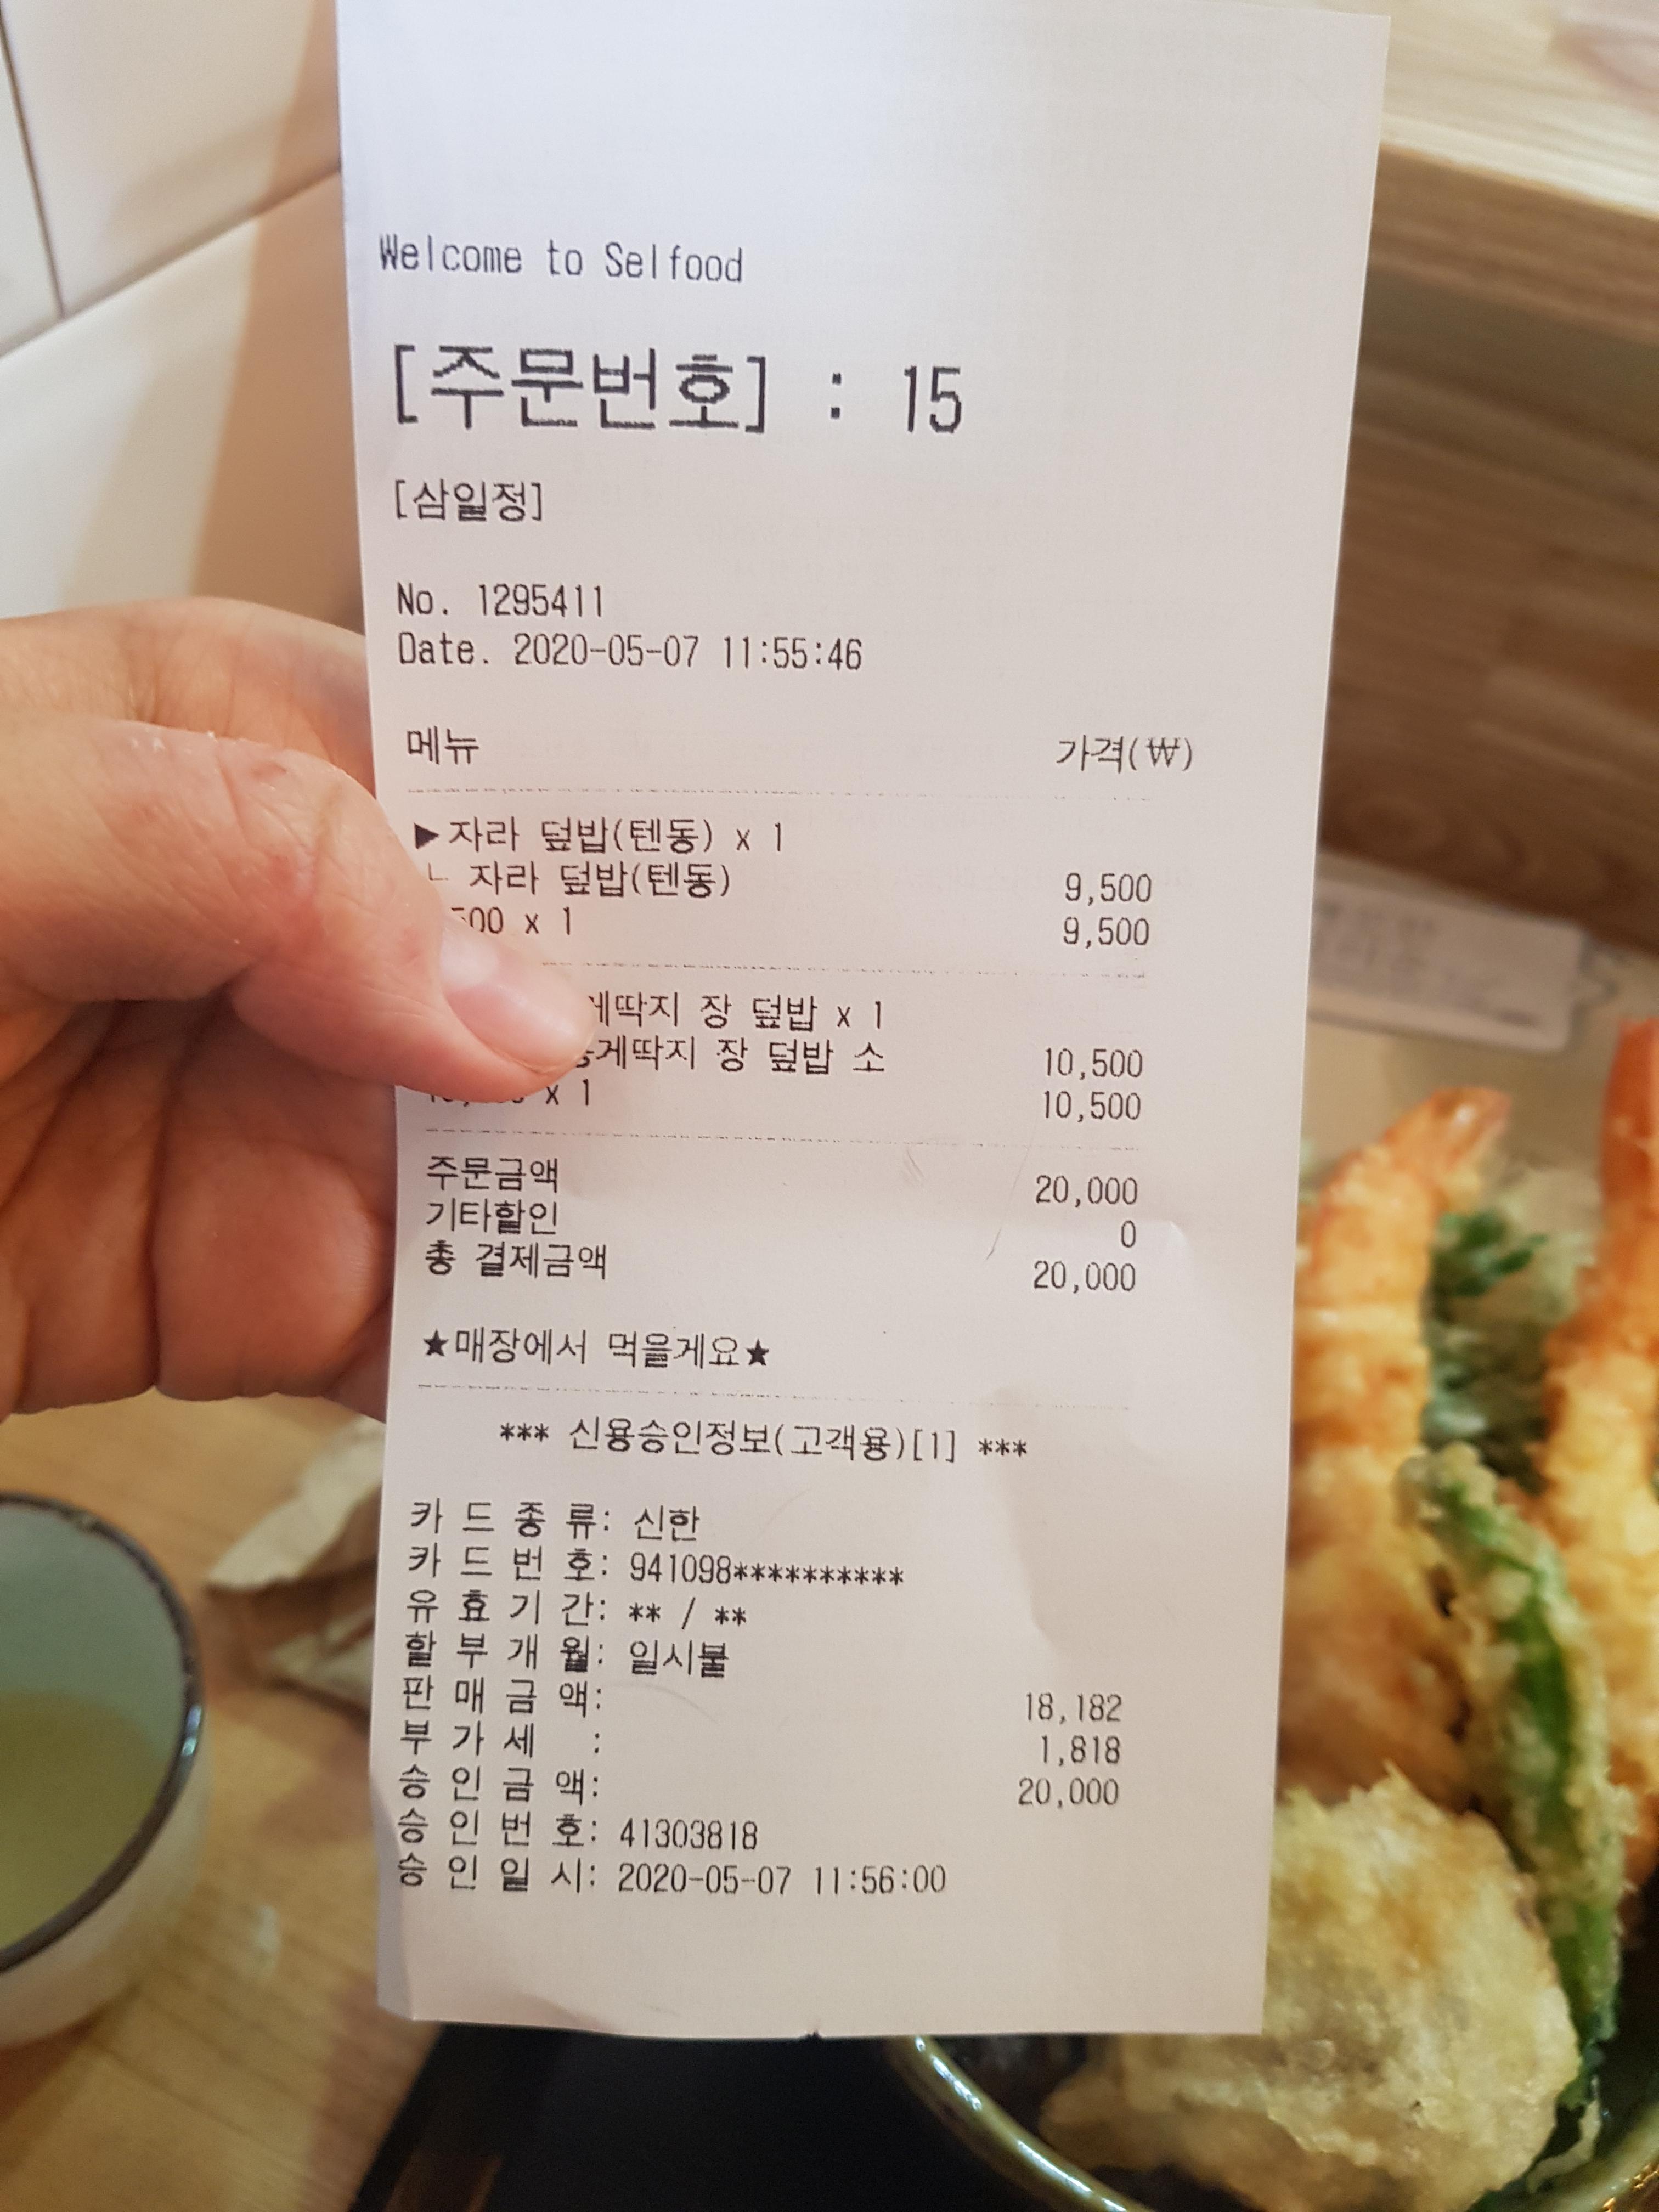 Welcome to Selfood
[주문번호] : 15
[삼일정]
No. 1295411
Date. 2020-05-07 11:55:46
메뉴 가격(₩)
▶자라 덮밥(텐동) x 1
ㄴ 자라 덮밥(텐동) 9,500
x 1 9,500
장 덮밥 x 1
장 덮밥 소 10,500
x 1 10,500
주문금액 20,000
기타할인 0
총 결제금액 20,000
★매장에서 먹을게요★
*** 신용승인정보(고객용)[1] ***
카 드 종 류: 신한
카 드 번 호: 941098**********
유 효 기 간: ** / **
할 부 개 월: 일시불
판 매 금 액: 18,182
부 가 세 : 1,818
승 인 금 액: 20,000
승 인 번 호: 41303818
승 인 일 시: 2020-05-07 11:56:00